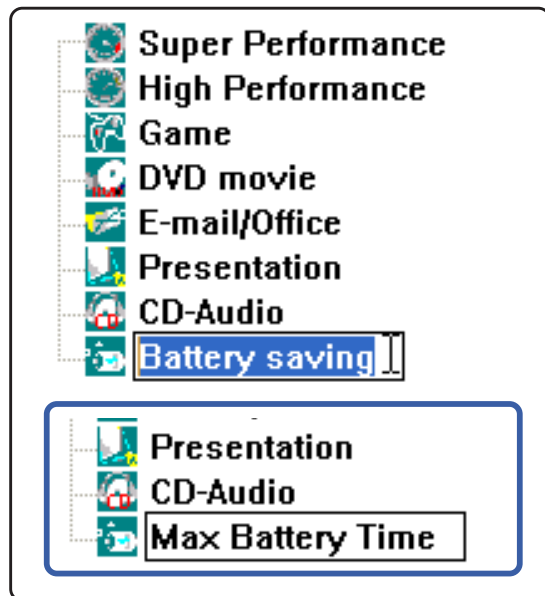 Super Performance
High Performance
Game
DVD movie
E-mail/Office
Presentation
CD-Audio
Battery saving
Presentation
CD-Audio
Max Battery Time